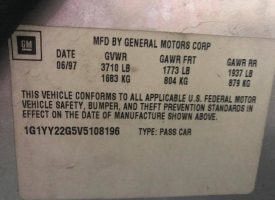 GM
MFD BY GENERAL MOTORS CORP
DATE GVWR GAWR FRT GAWR RR
06/97 3710 LB 1773 LB 1937 LB
1683 KG 804 KG 879 KG
THIS VEHICLE CONFORMS TO ALL APPLICABLE U.S. FEDERAL MOTOR
VEHICLE SAFETY, BUMPER, AND THEFT PREVENTION STANDARDS IN
EFFECT ON THE DATE OF MANUFACTURE SHOWN ABOVE.
1G1YY22G5V5108196 TYPE: PASS CAR